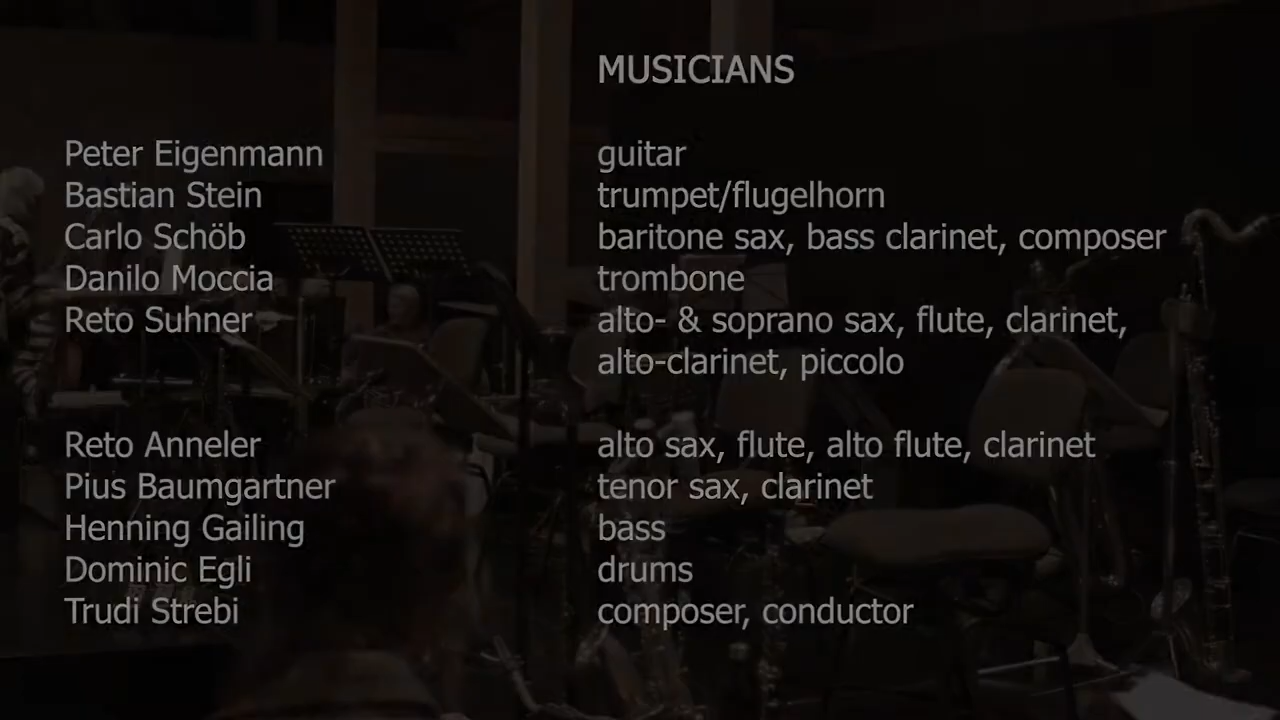 MUSICIANS
Peter Eigenmann guitar
Bastian Stein trumpet/flugelhorn
Carlo Schöb baritone sax, bass clarinet, composer
Danilo Moccia trombone
Reto Suhner alto- & soprano sax, flute, clarinet,
alto-clarinet, piccolo
Reto Anneler alto sax, flute, alto flute, clarinet
Pius Baumgartner tenor sax, clarinet
Henning Gailing bass
Dominic Egli drums
Trudi Strebi composer, conductor